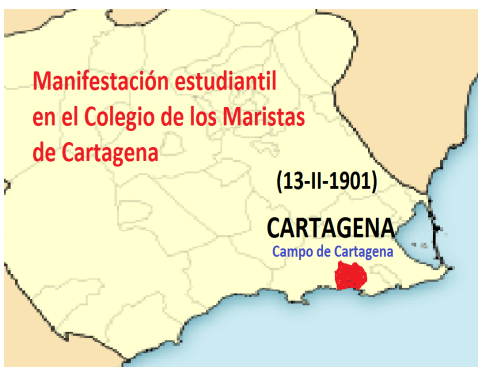 Manifestación estudiantil
en el Colegio de los Maristas
de Cartagena
(13-II-1901)
CARTAGENA
Campo de Cartagena